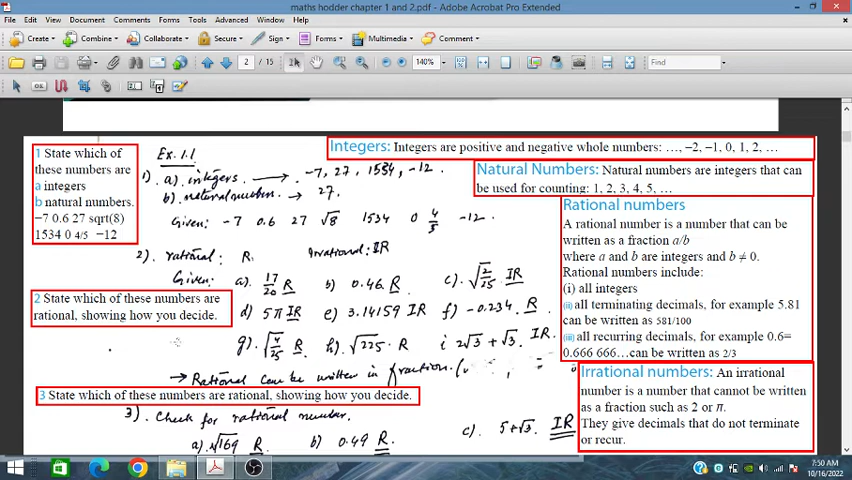 maths hodder chapter 1 and 2.pdf - Adobe Acrobat Pro Extended
File Edit View Document Comments Forms Tools Advanced Window Help
Create Combine Collaborate Secure Sign Forms Multimedia Comment
2 / 15 140% Find
1 State which of
these numbers are
a integers
b natural numbers.
−7 0.6 27 sqrt(8)
1534 0 4/5 −12
Ex.1.1
1). a). integers. → -7, 27, 1534, -12.
b). natural number. → 27.
Given: -7 0.6 27 √8 1534 0 4/5 -12.
Integers: Integers are positive and negative whole numbers: …, −2, −1, 0, 1, 2, …
Natural Numbers: Natural numbers are integers that can
be used for counting: 1, 2, 3, 4, 5, …
2). rational: R Irrational: IR
Given: a). 17/20 R b). 0.46. R c). √2/25 IR
2 State which of these numbers are
rational, showing how you decide.
d) 5π IR e) 3.14159 IR f) -0.234. R
g). √4/25 R. h). √225 · R i 2√3 + √3. IR.
→ Rational can be written in fraction.
Rational numbers
A rational number is a number that can be
written as a fraction a/b
where a and b are integers and b ≠ 0.
Rational numbers include:
(i) all integers
(ii) all terminating decimals, for example 5.81
can be written as 581/100
(iii) all recurring decimals, for example 0.6=
0.666 666…can be written as 2/3
Irrational numbers: An irrational
number is a number that cannot be written
as a fraction such as 2 or π.
They give decimals that do not terminate
or recur.
3 State which of these numbers are rational, showing how you decide.
3). Check for rational number.
a). √169 R b) 0.49 R. c). 5+√3. IR
7:50 AM
10/16/2022